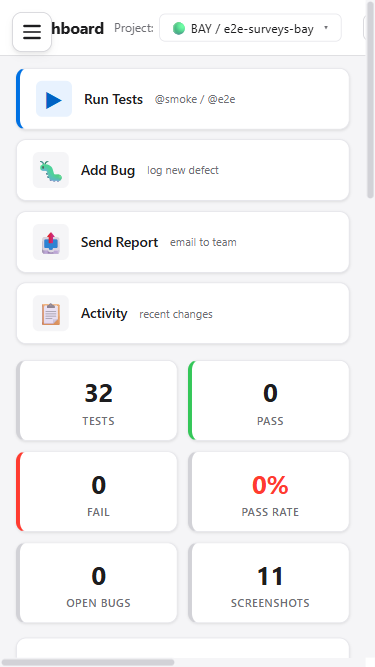 hboard Project: BAY / e2e-surveys-bay
Run Tests @smoke / @e2e
Add Bug log new defect
Send Report email to team
Activity recent changes
32 0
TESTS PASS
0 0%
FAIL PASS RATE
0 11
OPEN BUGS SCREENSHOTS